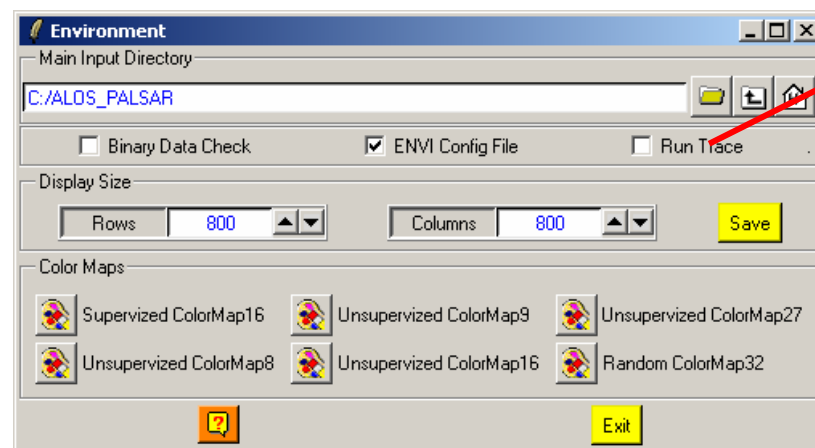 Environment
Main Input Directory
C:/ALOS_PALSAR
Binary Data Check ENVI Config File Run Trace .
Display Size
Rows 800 Columns 800 Save
Color Maps
Supervized ColorMap16 Unsupervized ColorMap9 Unsupervized ColorMap27
Unsupervized ColorMap8 Unsupervized ColorMap16 Random ColorMap32
? Exit